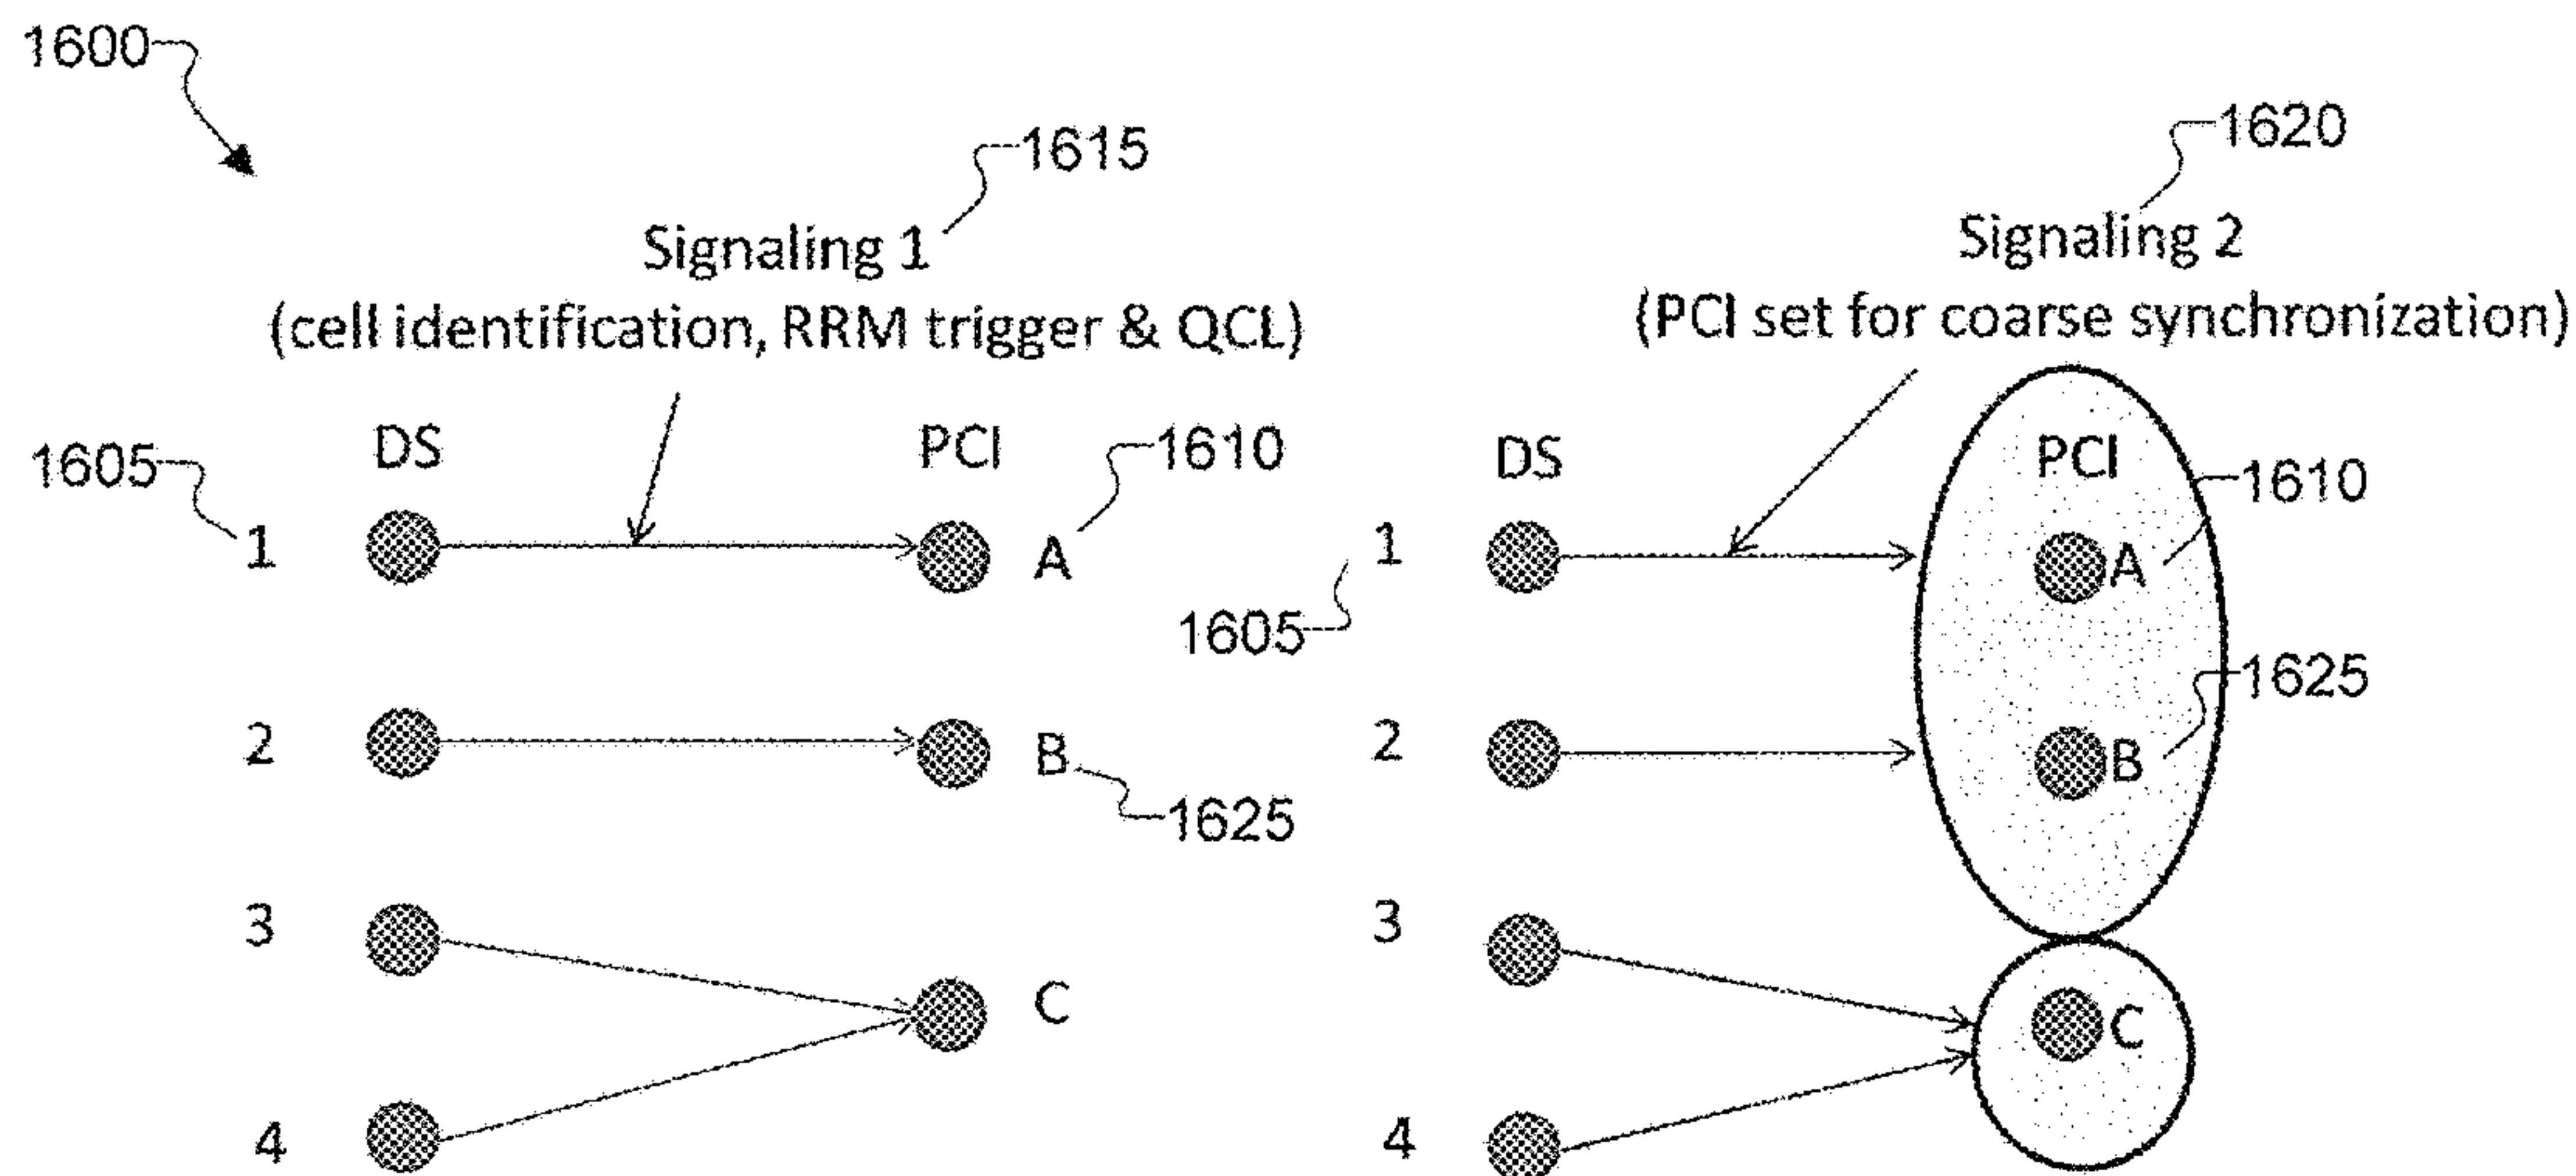 1600
1615
1620
Signaling 1
(cell identification, RRM trigger & QCL)
Signaling 2
(PCI set for coarse synchronization)
1605
DS
PCI
1610
1
A
2
B
1625
3
C
4
DS
PCI
1610
1
A
1605
1625
2
B
3
C
4